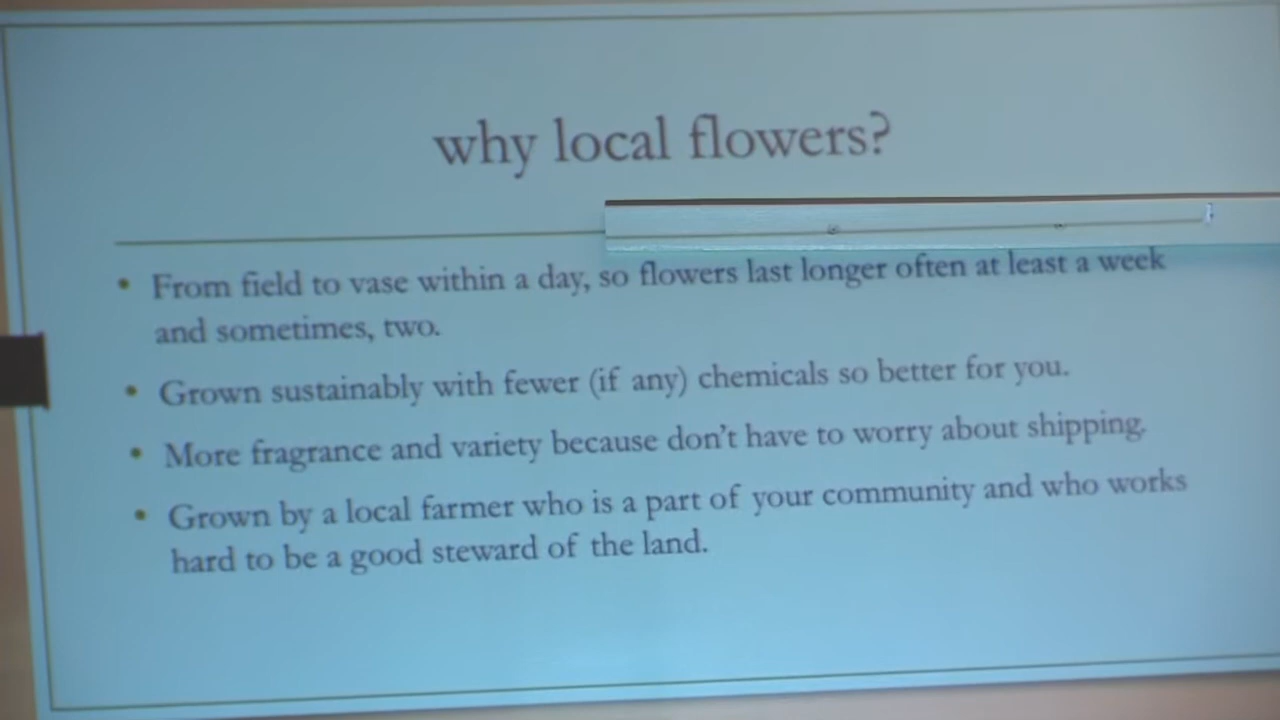 why local flowers?
• From field to vase within a day, so flowers last longer often at least a week
and sometimes, two.
• Grown sustainably with fewer (if any) chemicals so better for you.
• More fragrance and variety because don't have to worry about shipping.
• Grown by a local farmer who is a part of your community and who works
hard to be a good steward of the land.